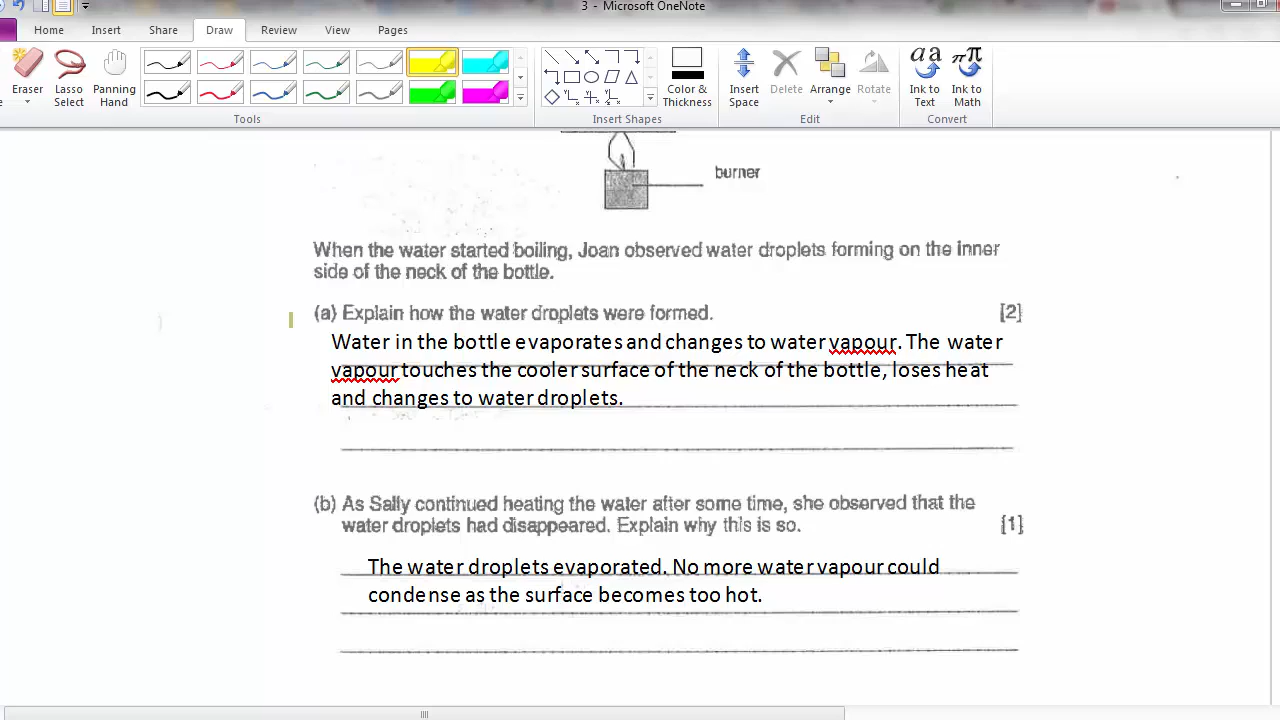 3 - Microsoft OneNote
Home Insert Share Draw Review View Pages
Eraser Lasso Select Panning Hand Color & Thickness Insert Space Delete Arrange Rotate Ink to Text Ink to Math
Tools Insert Shapes Edit Convert
burner
When the water started boiling, Joan observed water droplets forming on the inner
side of the neck of the bottle.
(a) Explain how the water droplets were formed. [2]
Water in the bottle evaporates and changes to water vapour. The water
vapour touches the cooler surface of the neck of the bottle, loses heat
and changes to water droplets.
(b) As Sally continued heating the water after some time, she observed that the
water droplets had disappeared. Explain why this is so. [1]
The water droplets evaporated. No more water vapour could
condense as the surface becomes too hot.